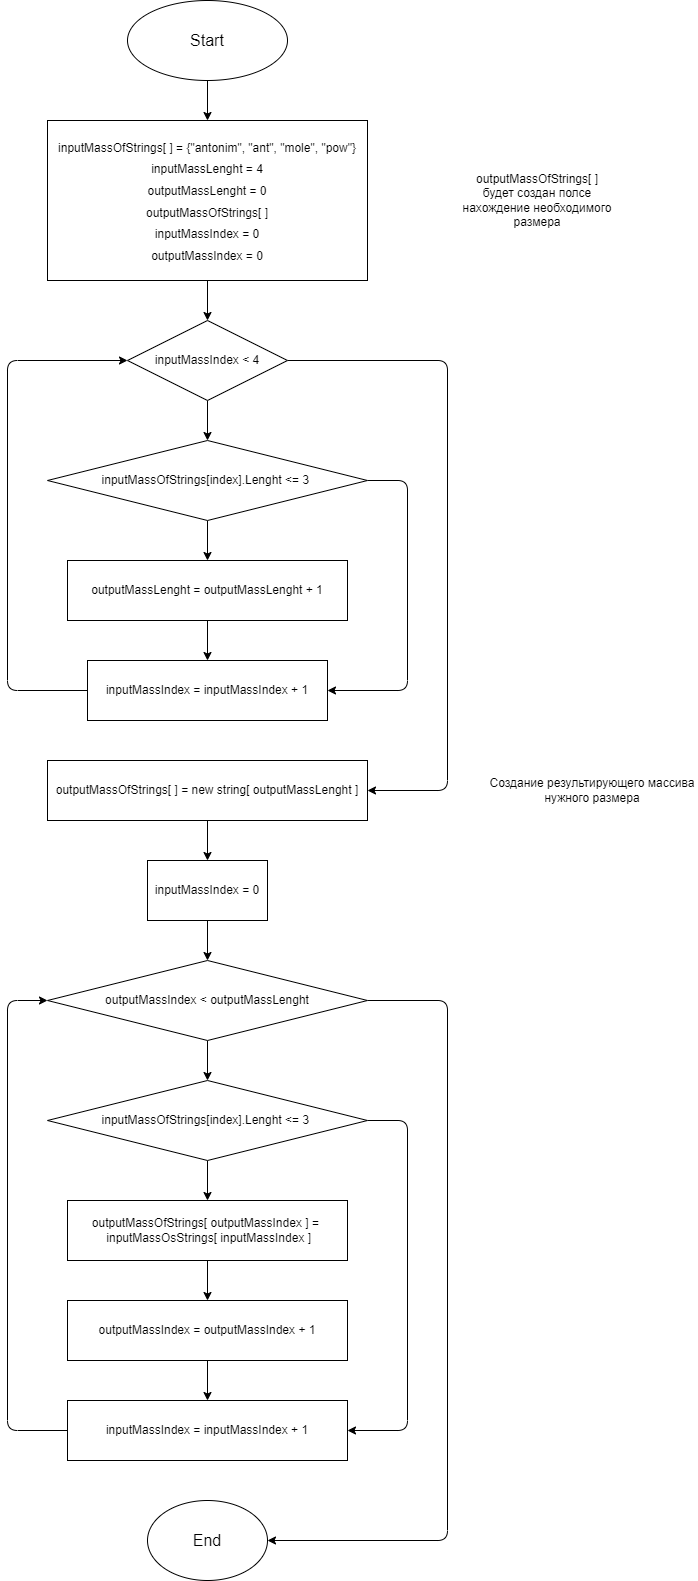 Start
inputMassOfStrings[ ] = {"antonim", "ant", "mole", "pow"}
inputMassLenght = 4
outputMassLenght = 0
outputMassOfStrings[ ]
inputMassIndex = 0
outputMassIndex = 0
outputMassOfStrings[ ]
будет создан полсе
нахождение необходимого
размера
inputMassIndex < 4
inputMassOfStrings[index].Lenght <= 3
outputMassLenght = outputMassLenght + 1
inputMassIndex = inputMassIndex + 1
outputMassOfStrings[ ] = new string[ outputMassLenght ]
Создание результирующего массива
нужного размера
inputMassIndex = 0
outputMassIndex < outputMassLenght
inputMassOfStrings[index].Lenght <= 3
outputMassOfStrings[ outputMassIndex ] =
inputMassOsStrings[ inputMassIndex ]
outputMassIndex = outputMassIndex + 1
inputMassIndex = inputMassIndex + 1
End